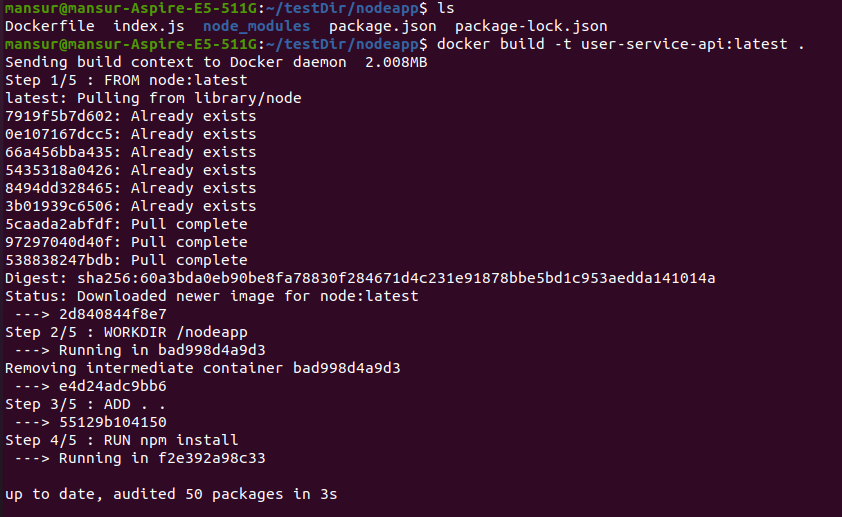 mansur@mansur-Aspire-E5-511G:~/testDir/nodeapp$ ls
Dockerfile  index.js  node_modules  package.json  package-lock.json
mansur@mansur-Aspire-E5-511G:~/testDir/nodeapp$ docker build -t user-service-api:latest .
Sending build context to Docker daemon  2.008MB
Step 1/5 : FROM node:latest
latest: Pulling from library/node
7919f5b7d602: Already exists
0e107167dcc5: Already exists
66a456bba435: Already exists
5435318a0426: Already exists
8494dd328465: Already exists
3b01939c6506: Already exists
5caada2abfdf: Pull complete
97297040d40f: Pull complete
538838247bdb: Pull complete
Digest: sha256:60a3bda0eb90be8fa78830f284671d4c231e91878bbe5bd1c953aedda141014a
Status: Downloaded newer image for node:latest
 ---> 2d840844f8e7
Step 2/5 : WORKDIR /nodeapp
 ---> Running in bad998d4a9d3
Removing intermediate container bad998d4a9d3
 ---> e4d24adc9bb6
Step 3/5 : ADD . .
 ---> 55129b104150
Step 4/5 : RUN npm install
 ---> Running in f2e392a98c33
up to date, audited 50 packages in 3s